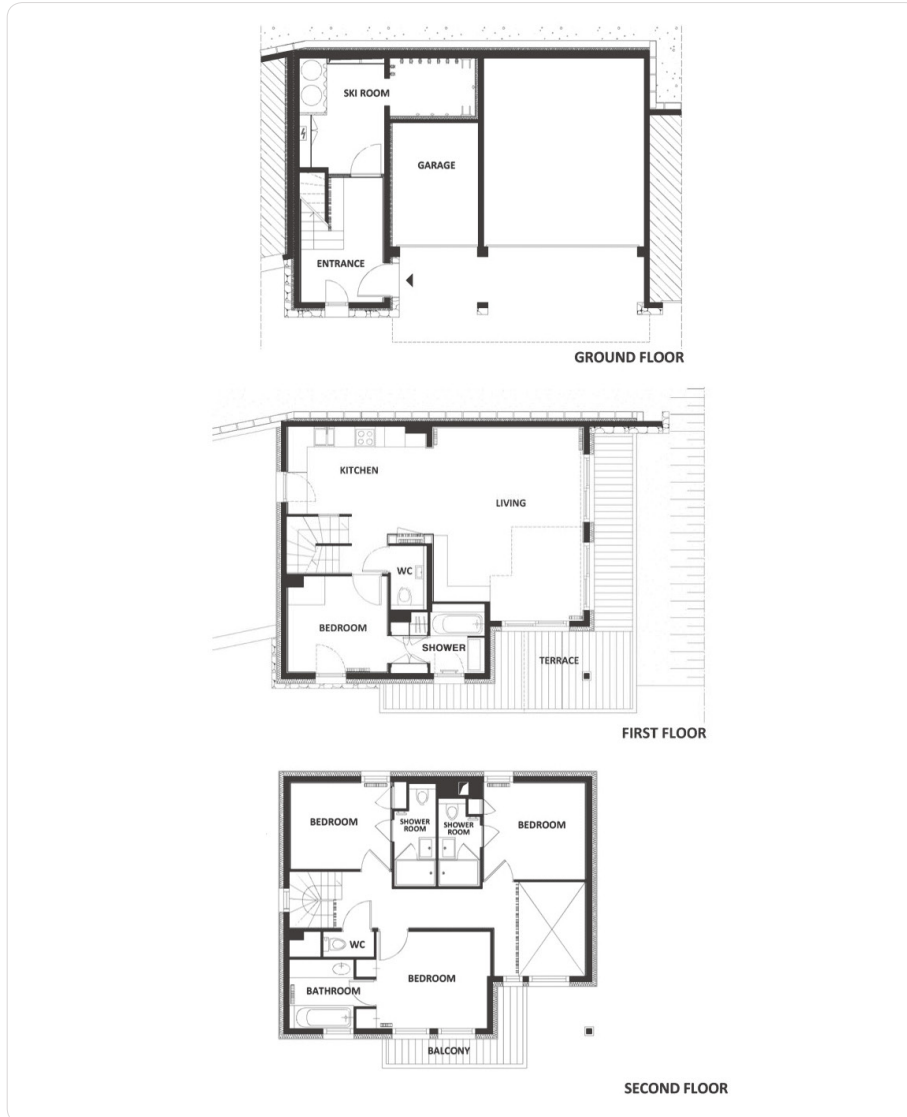 SKI ROOM
GARAGE
ENTRANCE
GROUND FLOOR
KITCHEN
LIVING
WC
BEDROOM
SHOWER
TERRACE
FIRST FLOOR
BEDROOM
SHOWER
ROOM
SHOWER
ROOM
BEDROOM
WC
BEDROOM
BATHROOM
BALCONY
SECOND FLOOR